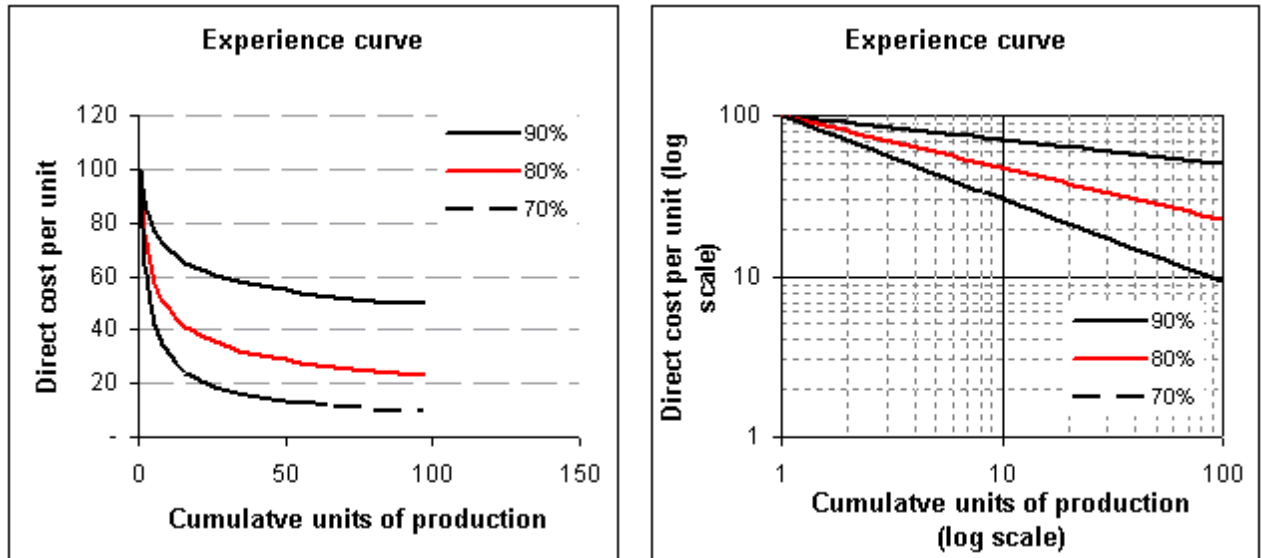 Experience curve
Direct cost per unit
120
100
80
60
40
20
-
0
50
100
150
90%
80%
70%
Cumulatve units of production
Experience curve
Direct cost per unit (log
scale)
100
10
1
1
10
100
90%
80%
70%
Cumulatve units of production
(log scale)